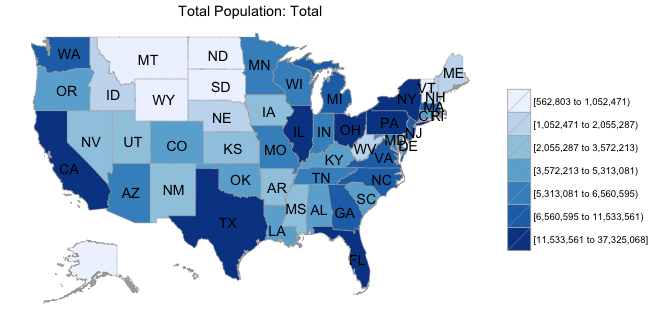 Total Population: Total
WA
MT
ND
MN
ME
VT
NH
OR
ID
SD
WI
MI
NY
MA
CT
RI
WY
NE
IA
IL
IN
OH
PA
NJ
MD
DE
NV
UT
CO
KS
MO
KY
WV
VA
CA
AZ
NM
OK
AR
TN
NC
SC
TX
LA
MS
AL
GA
FL
[562,803 to 1,052,471)
[1,052,471 to 2,055,287)
[2,055,287 to 3,572,213)
[3,572,213 to 5,313,081)
[5,313,081 to 6,560,595)
[6,560,595 to 11,533,561)
[11,533,561 to 37,325,068]